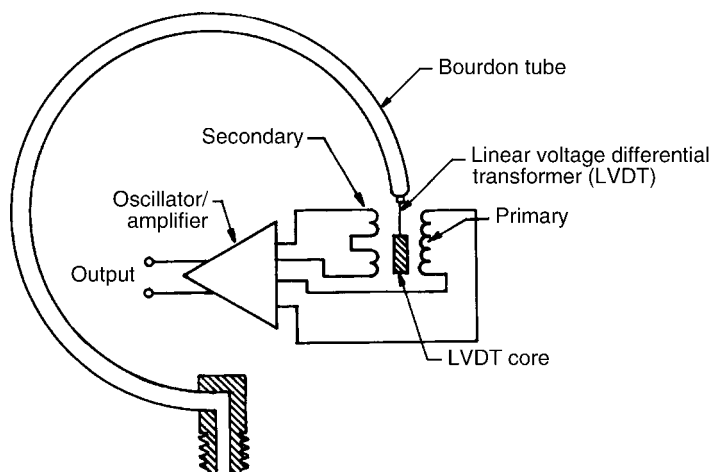 Bourdon tube
Secondary
Linear voltage differential
transformer (LVDT)
Oscillator/
amplifier
Primary
Output
LVDT core